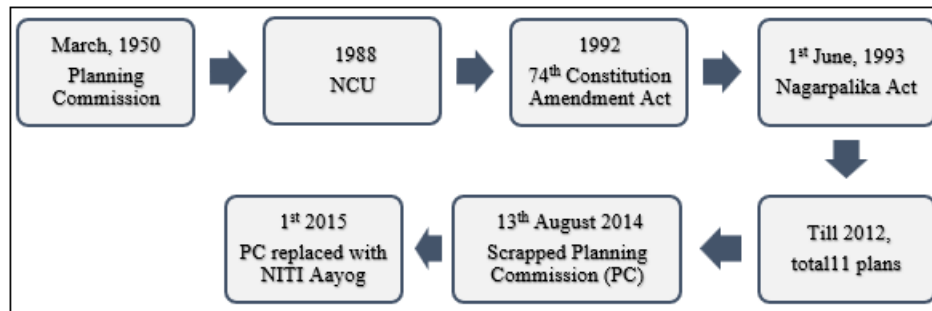 March, 1950
Planning
Commission
1988
NCU
1992
74th Constitution
Amendment Act
1st June, 1993
Nagarpalika Act
Till 2012,
total11 plans
13th August 2014
Scrapped Planning
Commission (PC)
1st 2015
PC replaced with
NITI Aayog